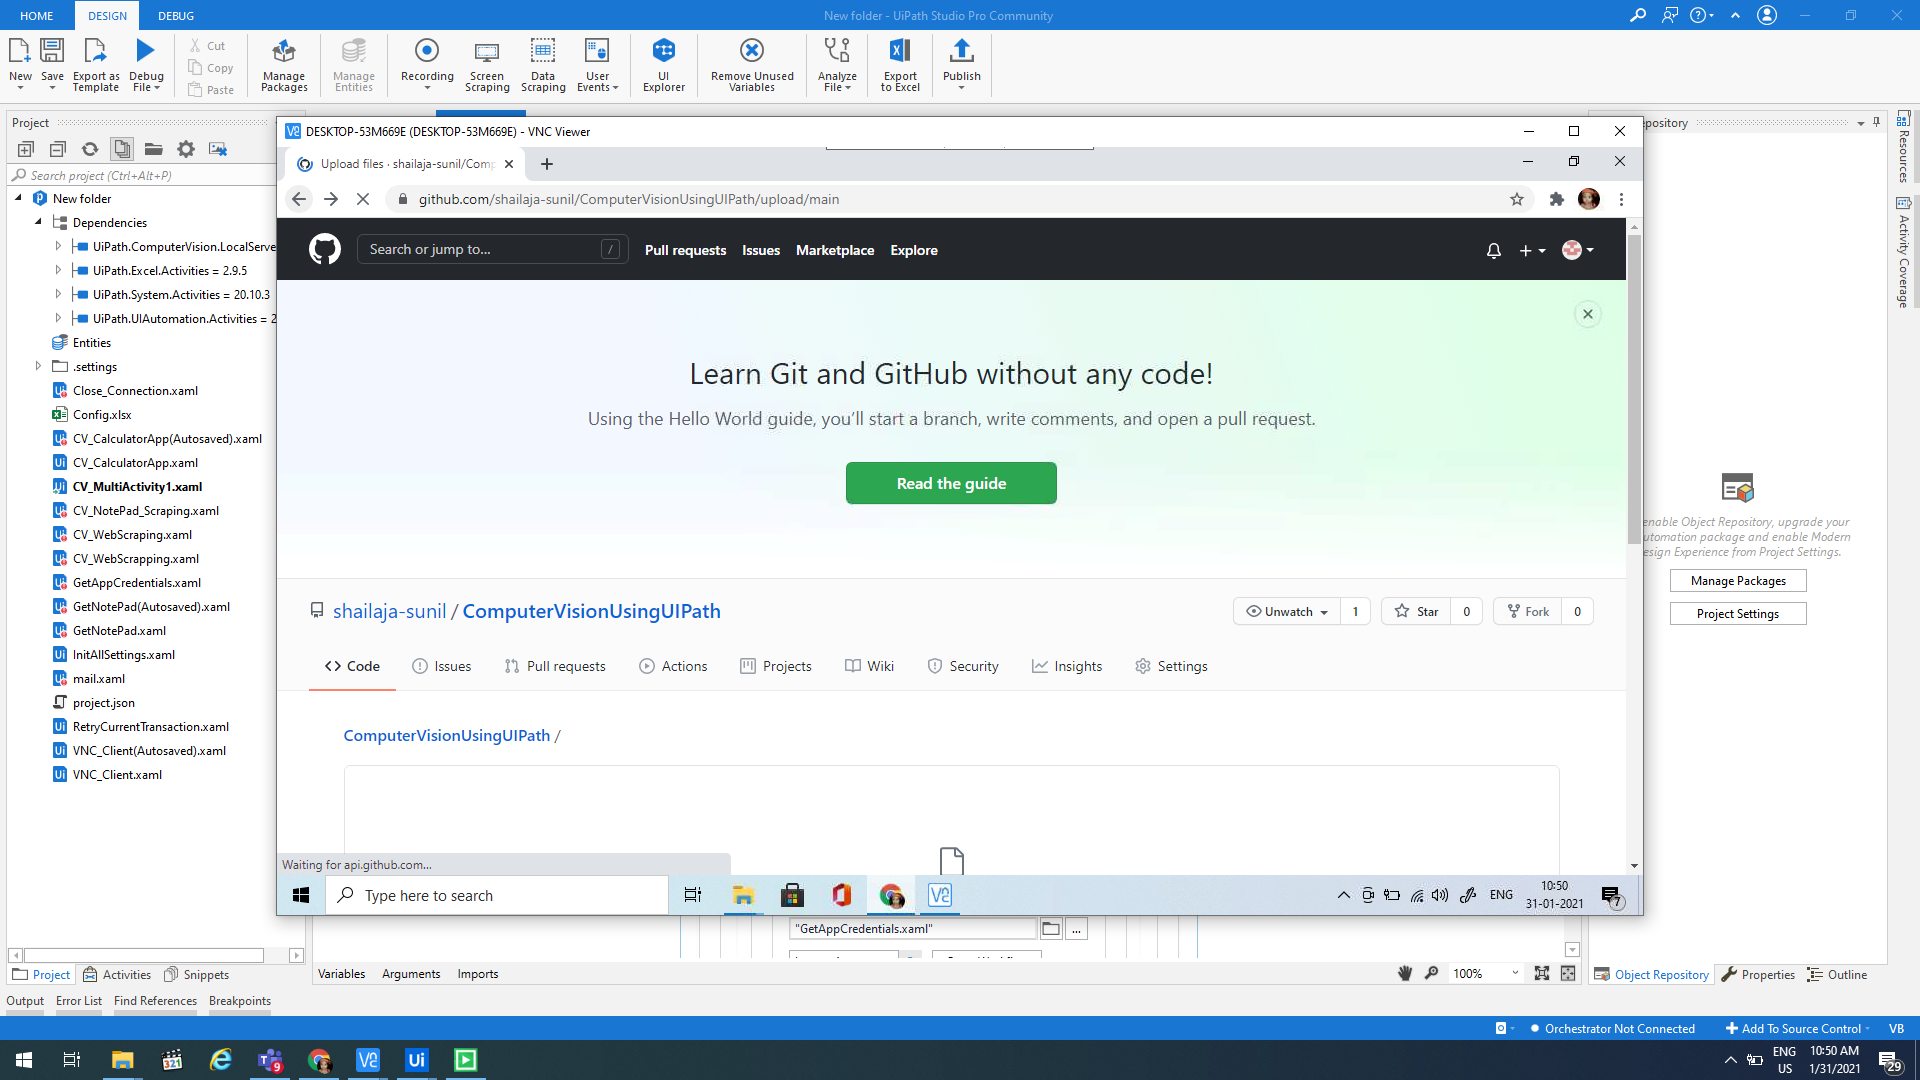 HOME DESIGN DEBUG
New folder - UiPath Studio Pro Community
New
Save
Export as Template
Debug File
Cut
Copy
Paste
Manage Packages
Manage Entities
Recording
Screen Scraping
Data Scraping
User Events
UI Explorer
Remove Unused Variables
Analyze File
Export to Excel
Publish
Project
Search project (Ctrl+Alt+P)
New folder
Dependencies
UiPath.ComputerVision.LocalServe
UiPath.Excel.Activities = 2.9.5
UiPath.System.Activities = 20.10.3
UiPath.UIAutomation.Activities = 2
Entities
.settings
Close_Connection.xaml
Config.xlsx
CV_CalculatorApp(Autosaved).xaml
CV_CalculatorApp.xaml
CV_MultiActivity1.xaml
CV_NotePad_Scraping.xaml
CV_WebScraping.xaml
CV_WebScrapping.xaml
GetAppCredentials.xaml
GetNotePad(Autosaved).xaml
GetNotePad.xaml
InitAllSettings.xaml
mail.xaml
project.json
RetryCurrentTransaction.xaml
VNC_Client(Autosaved).xaml
VNC_Client.xaml
DESKTOP-53M669E (DESKTOP-53M669E) - VNC Viewer
Upload files · shailaja-sunil/Comp
github.com/shailaja-sunil/ComputerVisionUsingUIPath/upload/main
Search or jump to... /
Pull requests Issues Marketplace Explore
Learn Git and GitHub without any code!
Using the Hello World guide, you’ll start a branch, write comments, and open a pull request.
Read the guide
shailaja-sunil / ComputerVisionUsingUIPath
Unwatch 1 Star 0 Fork 0
Code Issues Pull requests Actions Projects Wiki Security Insights Settings
ComputerVisionUsingUIPath /
Waiting for api.github.com...
Type here to search
ENG
10:50
31-01-2021
7
"GetAppCredentials.xaml"
...
Variables Arguments Imports
100%
pository
enable Object Repository, upgrade your
utomation package and enable Modern
esign Experience from Project Settings.
Manage Packages
Project Settings
Resources
Activity Coverage
Object Repository Properties Outline
Project Activities Snippets
Output Error List Find References Breakpoints
Orchestrator Not Connected
Add To Source Control
VB
321
9
Ui
ENG
US
10:50 AM
1/31/2021
29